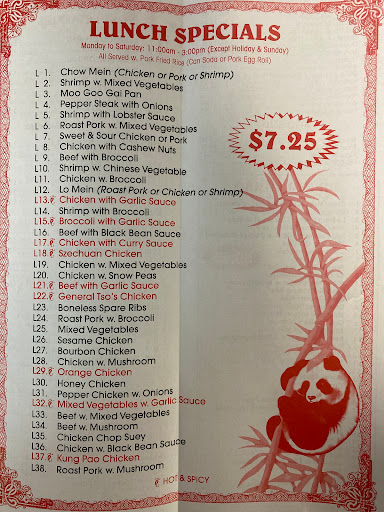 LUNCH SPECIALS
Monday to Saturday: 11:00am - 3:00pm (Except Holiday & Sunday)
All Served w. Pork Fried Rice (Can Soda or Pork Egg Roll)
$7.25
L 1. Chow Mein (Chicken or Pork or Shrimp)
L 2. Shrimp w. Mixed Vegetables
L 3. Moo Goo Gai Pan
L 4. Pepper Steak with Onions
L 5. Shrimp with Lobster Sauce
L 6. Roast Pork w. Mixed Vegetables
L 7. Sweet & Sour Chicken or Pork
L 8. Chicken with Cashew Nuts
L 9. Beef with Broccoli
L10. Shrimp w. Chinese Vegetable
L11. Chicken w. Broccoli
L12. Lo Mein (Roast Pork or Chicken or Shrimp)
L13. Chicken with Garlic Sauce
L14. Shrimp with Broccoli
L15. Broccoli with Garlic Sauce
L16. Beef with Black Bean Sauce
L17. Chicken with Curry Sauce
L18. Szechuan Chicken
L19. Chicken w. Mixed Vegetables
L20. Chicken w. Snow Peas
L21. Beef with Garlic Sauce
L22. General Tso's Chicken
L23. Boneless Spare Ribs
L24. Roast Pork w. Broccoli
L25. Mixed Vegetables
L26. Sesame Chicken
L27. Bourbon Chicken
L28. Chicken w. Mushroom
L29. Orange Chicken
L30. Honey Chicken
L31. Pepper Chicken w. Onions
L32. Mixed Vegetables w. Garlic Sauce
L33. Beef w. Mixed Vegetables
L34. Beef w. Mushroom
L35. Chicken Chop Suey
L36. Chicken w. Black Bean Sauce
L37. Kung Pao Chicken
L38. Roast Pork w. Mushroom
HOT & SPICY